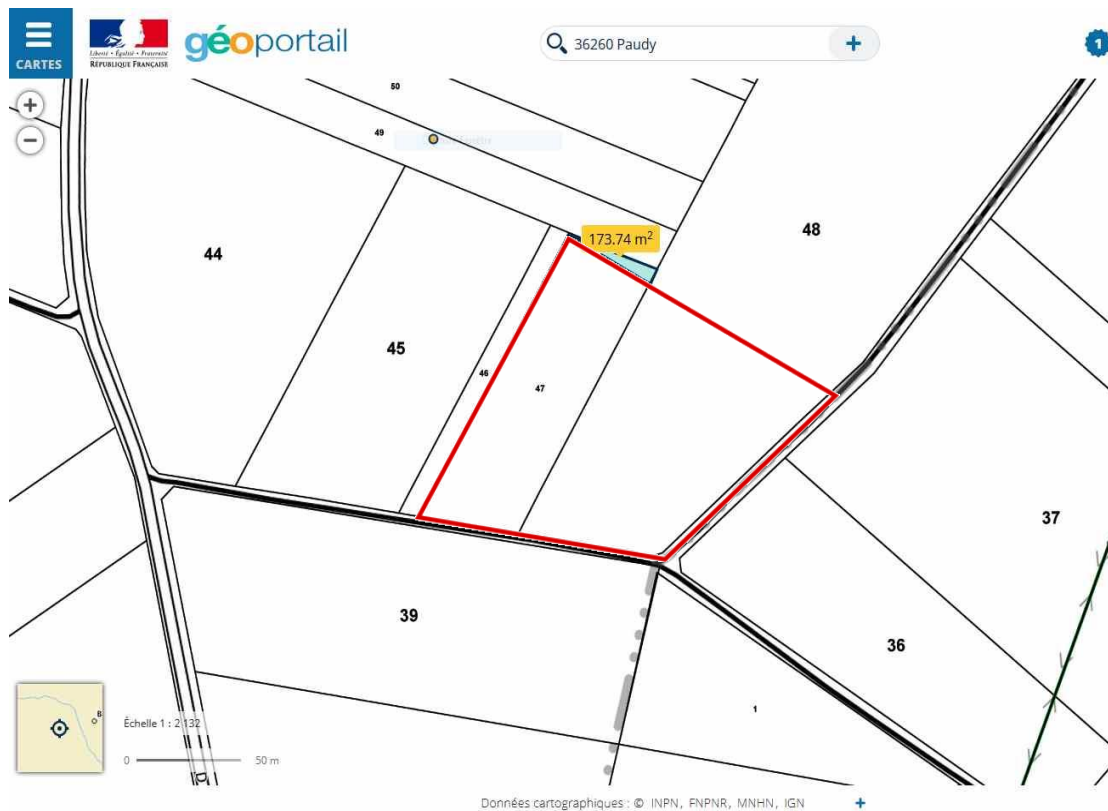 CARTES
Liberté • Égalité • Fraternité
RÉPUBLIQUE FRANÇAISE
géoportail
36260 Paudy
+
1
+
−
50
49
173.74 m²
48
44
45
46
47
37
39
36
1
B
Échelle 1 : 2 132
0 50 m
D
Données cartographiques : © INPN, FNPNR, MNHN, IGN +